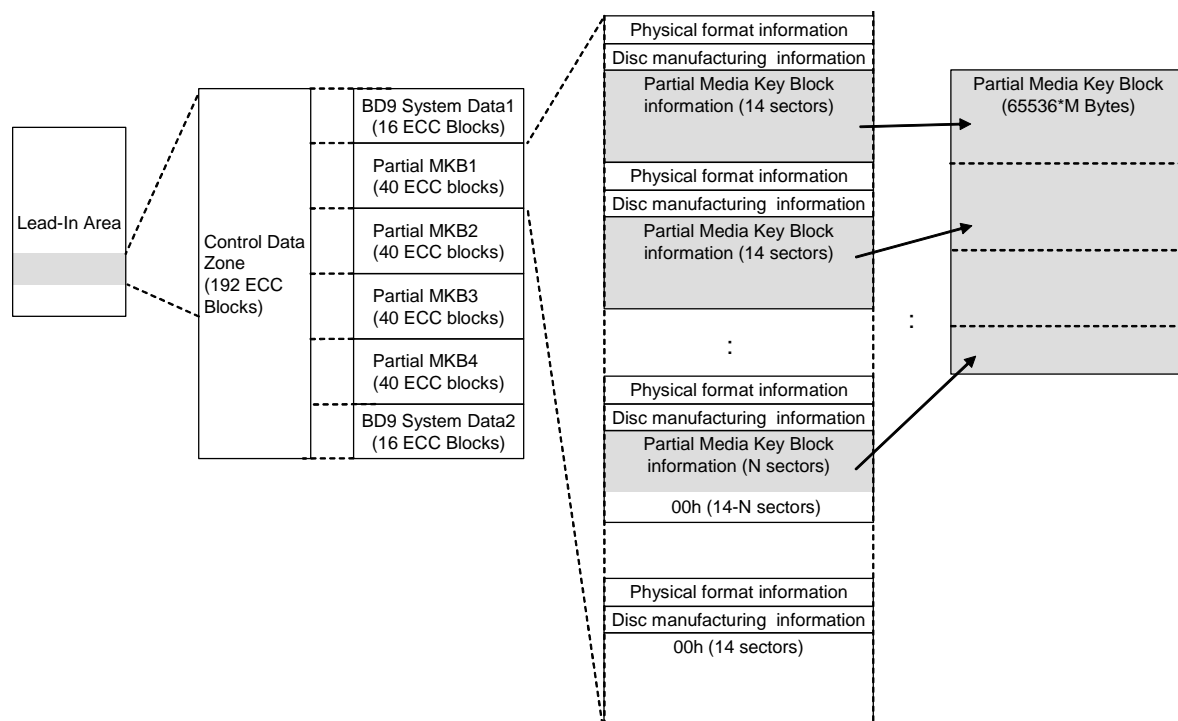 Lead-In Area
Control Data
Zone
(192 ECC
Blocks)
BD9 System Data1
(16 ECC Blocks)
Partial MKB1
(40 ECC blocks)
Partial MKB2
(40 ECC blocks)
Partial MKB3
(40 ECC blocks)
Partial MKB4
(40 ECC blocks)
BD9 System Data2
(16 ECC Blocks)
Physical format information
Disc manufacturing information
Partial Media Key Block
information (14 sectors)
Physical format information
Disc manufacturing information
Partial Media Key Block
information (14 sectors)
:
Physical format information
Disc manufacturing information
Partial Media Key Block
information (N sectors)
00h (14-N sectors)
Physical format information
Disc manufacturing information
00h (14 sectors)
:
Partial Media Key Block
(65536*M Bytes)